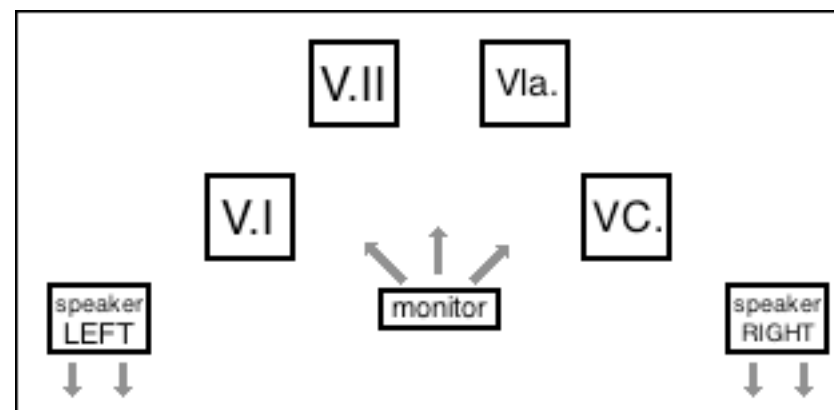 V.II
Vla.
V.I
VC.
speaker
LEFT
monitor
speaker
RIGHT